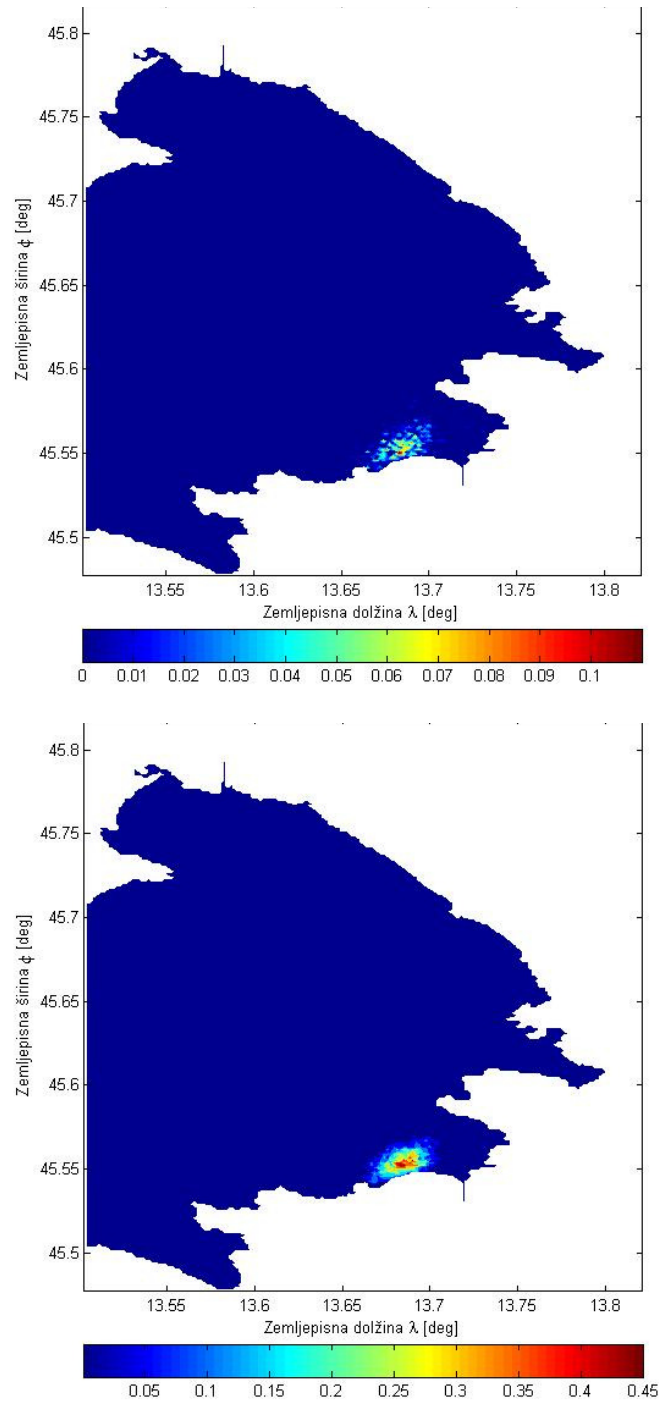 45.8
45.75
45.7
45.65
45.6
45.55
45.5
Zemljepisna širina ϕ [deg]
13.55 13.6 13.65 13.7 13.75 13.8
Zemljepisna dolžina λ [deg]
0 0.01 0.02 0.03 0.04 0.05 0.06 0.07 0.08 0.09 0.1
45.8
45.75
45.7
45.65
45.6
45.55
45.5
Zemljepisna širina ϕ [deg]
13.55 13.6 13.65 13.7 13.75 13.8
Zemljepisna dolžina λ [deg]
0.05 0.1 0.15 0.2 0.25 0.3 0.35 0.4 0.45